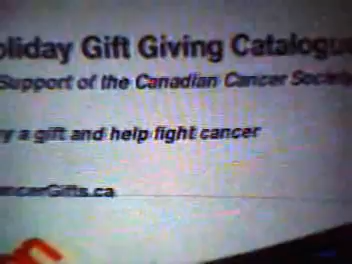 oliday Gift Giving Catalogue
Support of the Canadian Cancer Society
y a gift and help fight cancer
ancerGifts.ca